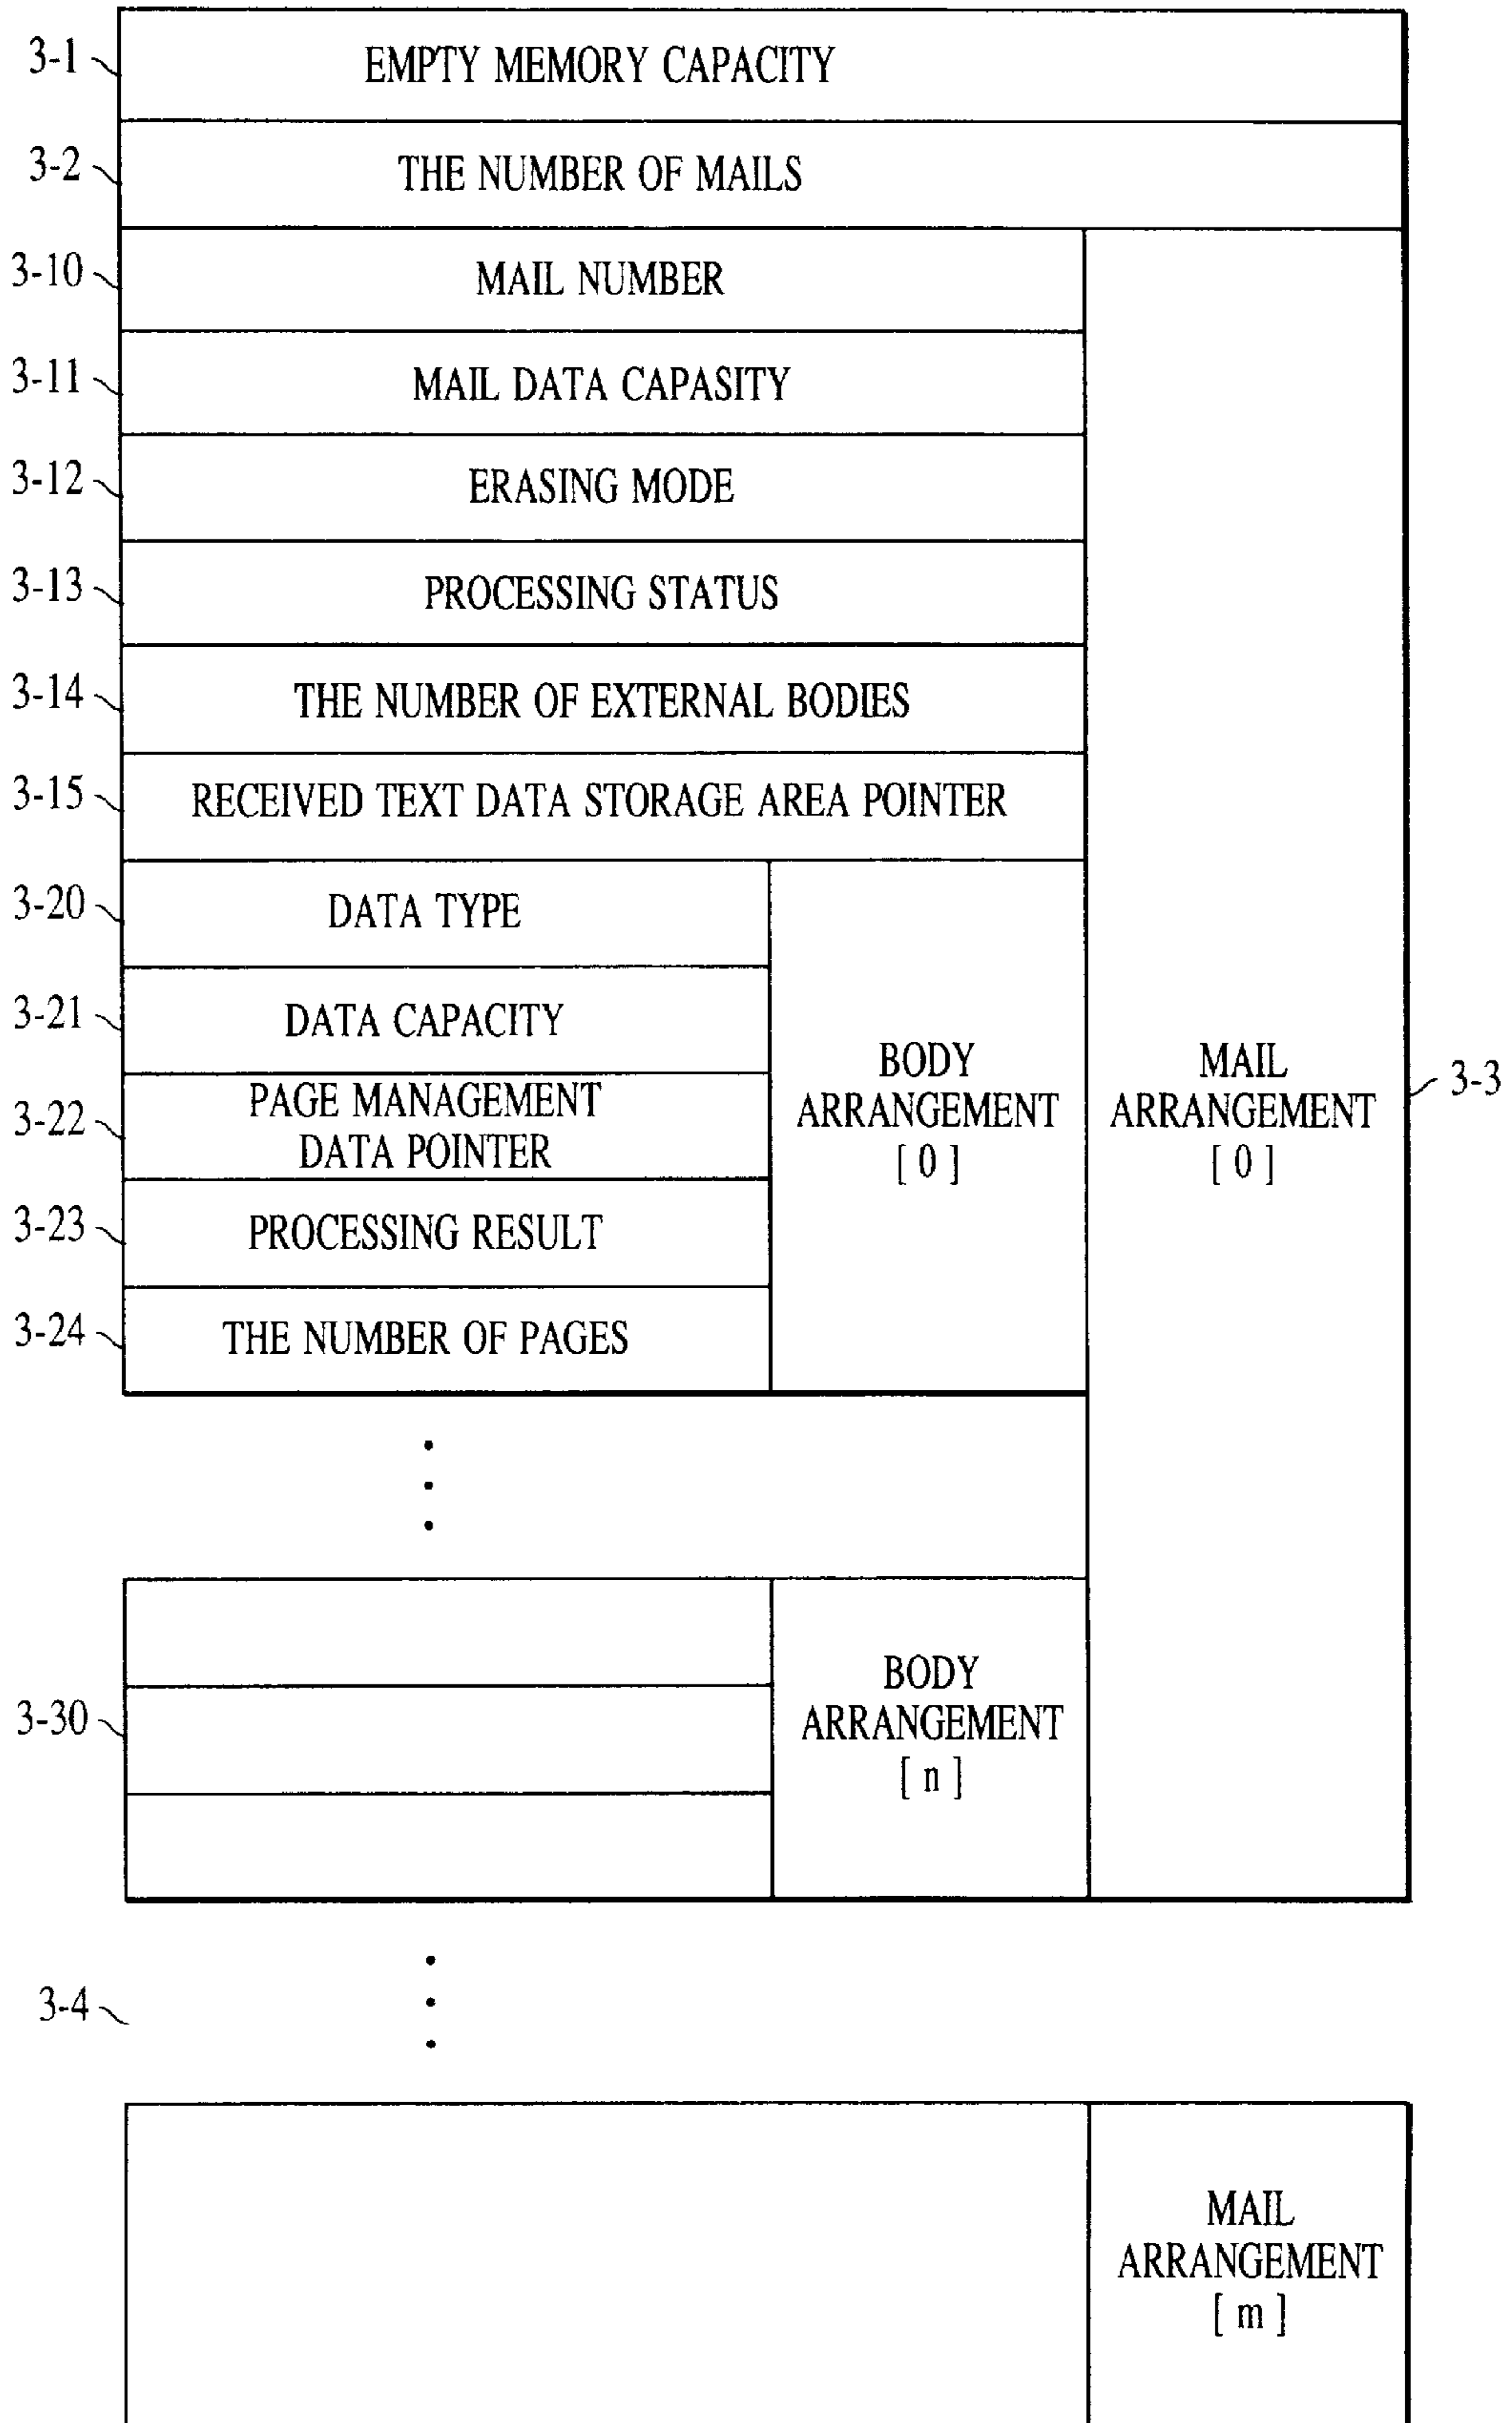 3-1 EMPTY MEMORY CAPACITY
3-2 THE NUMBER OF MAILS
3-10 MAIL NUMBER
3-11 MAIL DATA CAPASITY
3-12 ERASING MODE
3-13 PROCESSING STATUS
3-14 THE NUMBER OF EXTERNAL BODIES
3-15 RECEIVED TEXT DATA STORAGE AREA POINTER
3-20 DATA TYPE
3-21 DATA CAPACITY
3-22 PAGE MANAGEMENT
DATA POINTER
3-23 PROCESSING RESULT
3-24 THE NUMBER OF PAGES
BODY
ARRANGEMENT
[ 0 ]
MAIL
ARRANGEMENT
[ 0 ]
3-3
3-30
BODY
ARRANGEMENT
[ n ]
3-4
MAIL
ARRANGEMENT
[ m ]